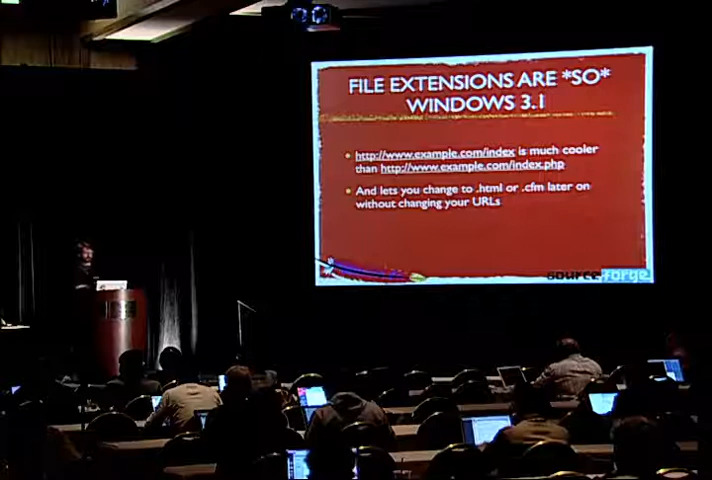 FILE EXTENSIONS ARE *SO*
WINDOWS 3.1
http://www.example.com/index is much cooler
than http://www.example.com/index.php
And lets you change to .html or .cfm later on
without changing your URLs
sourceforge